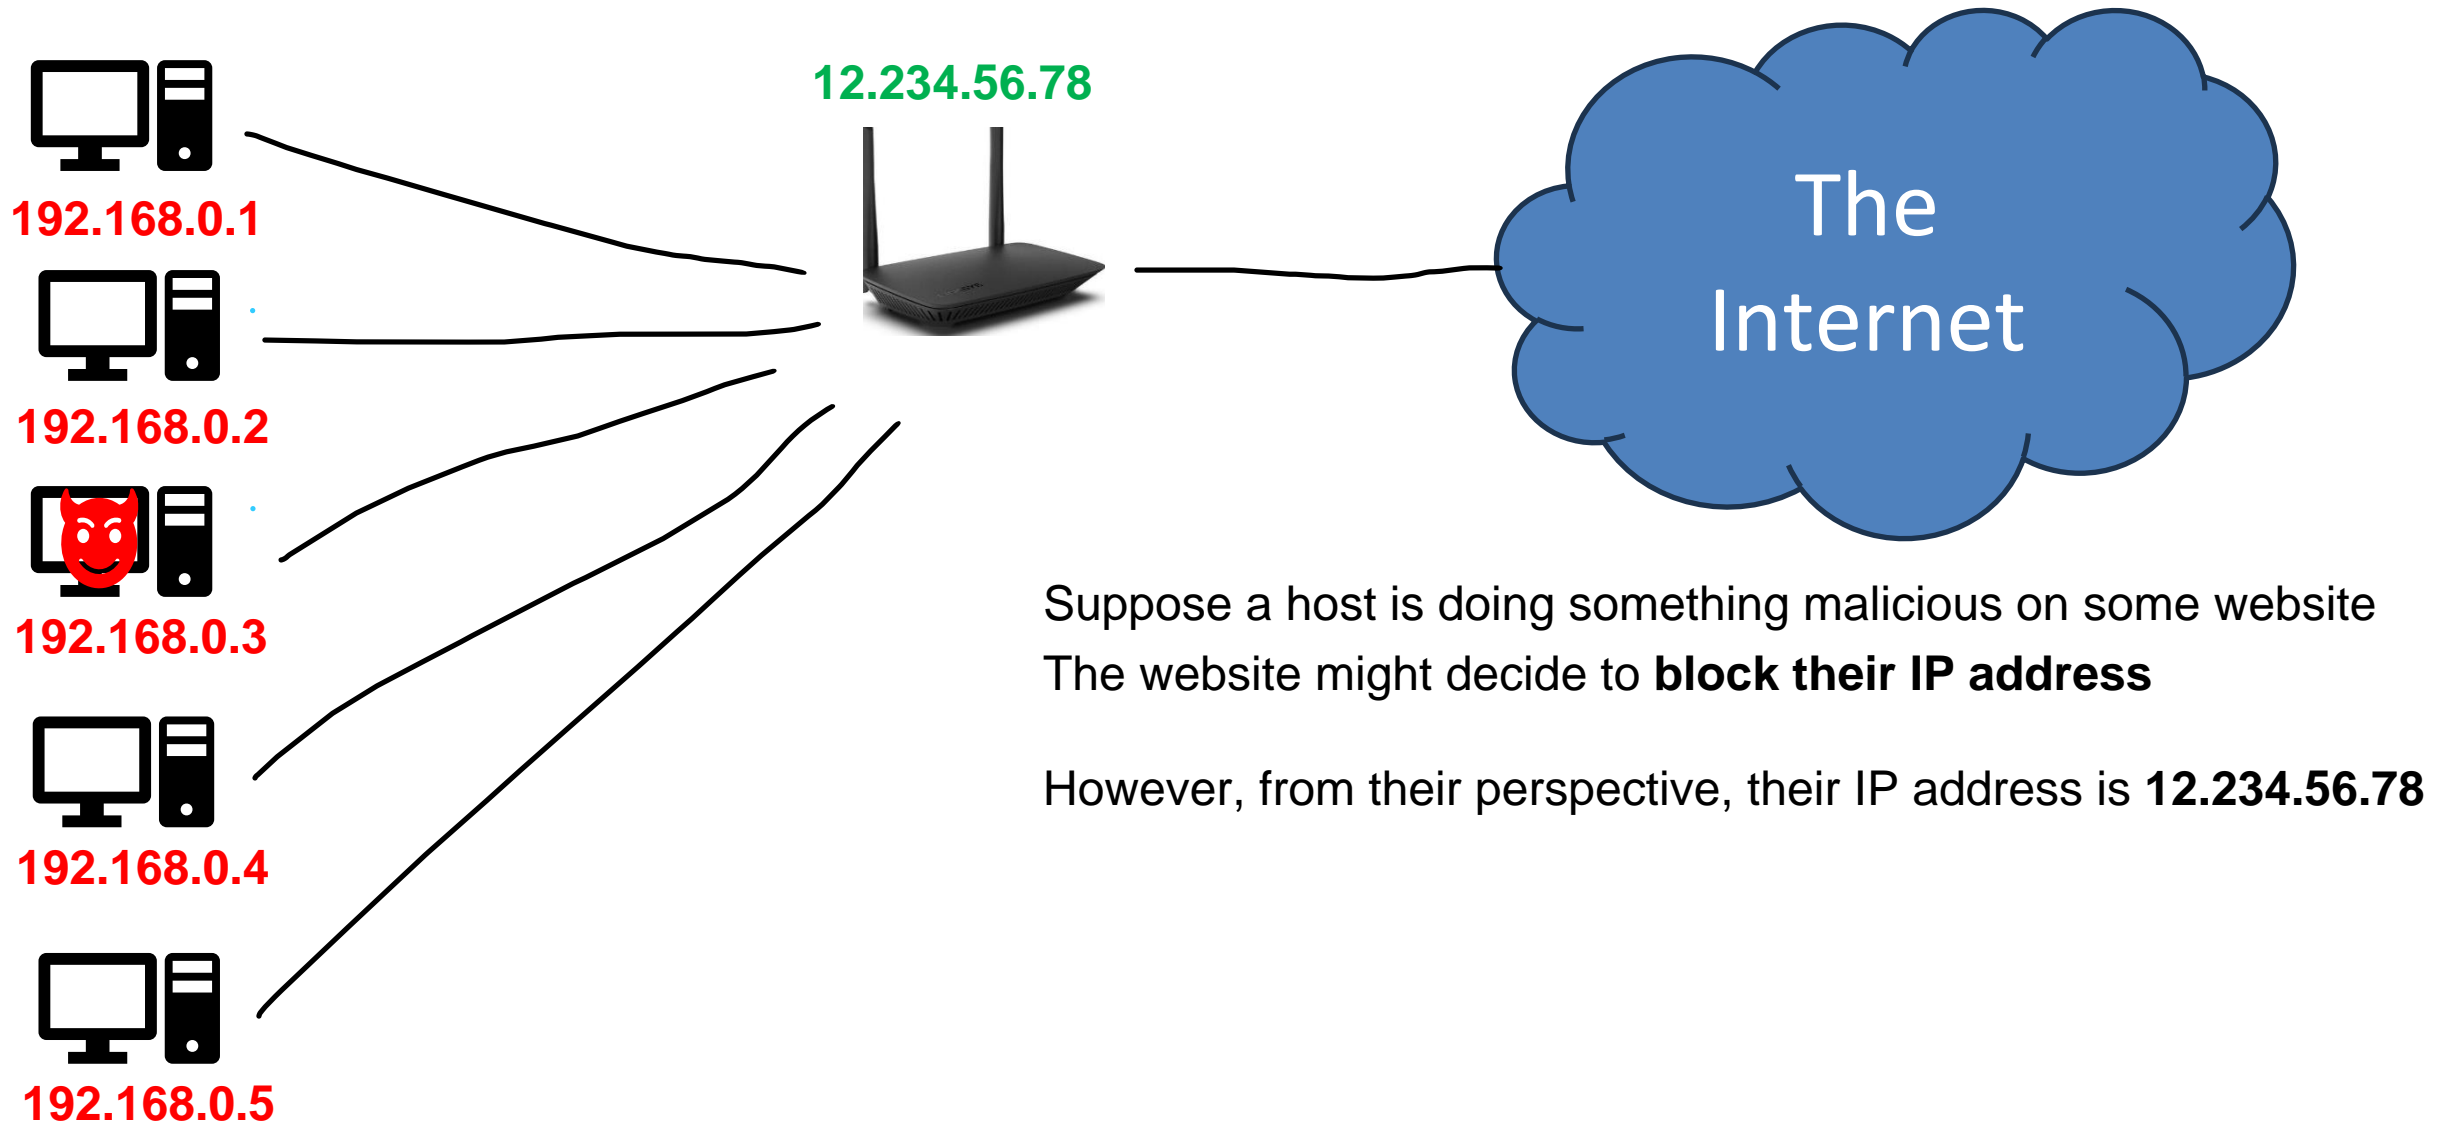 12.234.56.78
192.168.0.1
192.168.0.2
192.168.0.3
192.168.0.4
192.168.0.5
The
Internet
Suppose a host is doing something malicious on some website
The website might decide to block their IP address
However, from their perspective, their IP address is 12.234.56.78